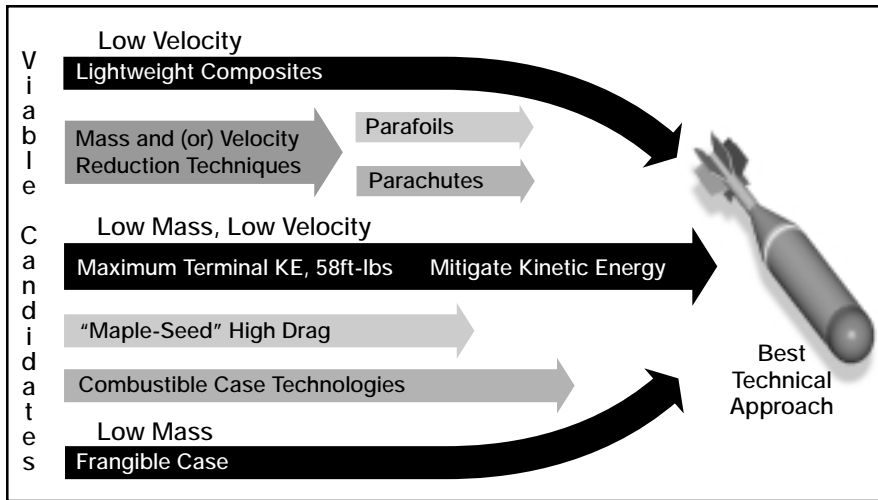 Viable Candidates
Low Velocity
Lightweight Composites
Mass and (or) Velocity
Reduction Techniques
Parafoils
Parachutes
Low Mass, Low Velocity
Maximum Terminal KE, 58ft-lbs
Mitigate Kinetic Energy
“Maple-Seed” High Drag
Combustible Case Technologies
Low Mass
Frangible Case
Best
Technical
Approach